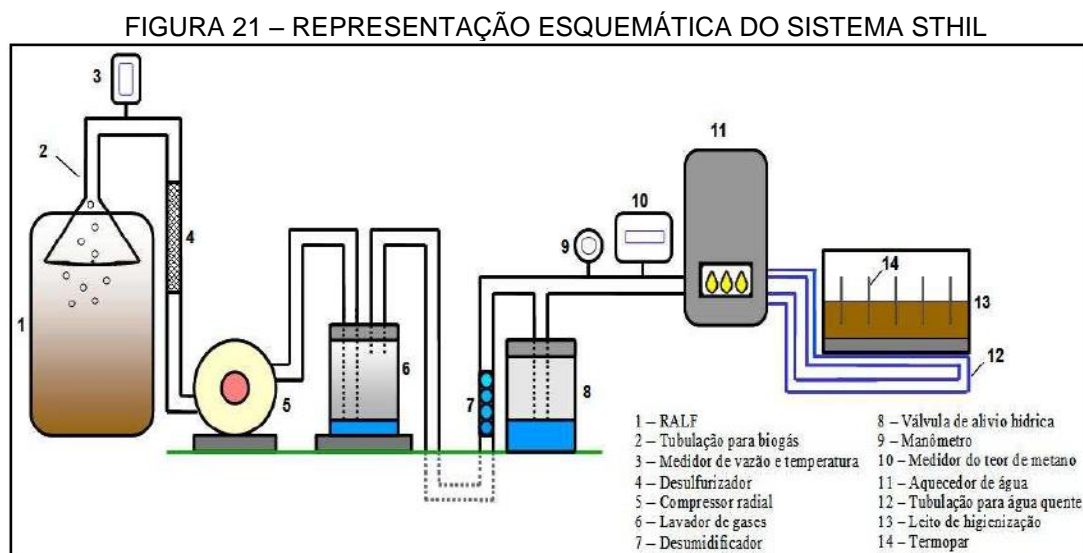 FIGURA 21 – REPRESENTAÇÃO ESQUEMÁTICA DO SISTEMA STHIL
3
2
1
4
5
6
7
8
9
10
11
14
13
12
1 – RALF
2 – Tubulação para biogás
3 – Medidor de vazão e temperatura
4 – Desulfurizador
5 – Compressor radial
6 – Lavador de gases
7 – Desumidificador
8 – Válvula de alivio hídrica
9 – Manômetro
10 – Medidor do teor de metano
11 – Aquecedor de água
12 – Tubulação para água quente
13 – Leito de higienização
14 – Termopar